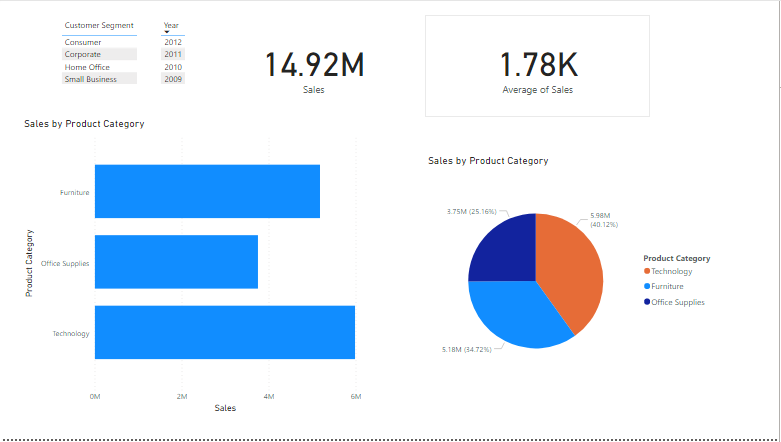 Customer Segment
Consumer
Corporate
Home Office
Small Business
Year
2012
2011
2010
2009
14.92M
Sales
1.78K
Average of Sales
Sales by Product Category
Product Category
Furniture
Office Supplies
Technology
0M
2M
4M
6M
Sales
Sales by Product Category
3.75M (25.16%)
5.98M
(40.12%)
5.18M (34.72%)
Product Category
Technology
Furniture
Office Supplies